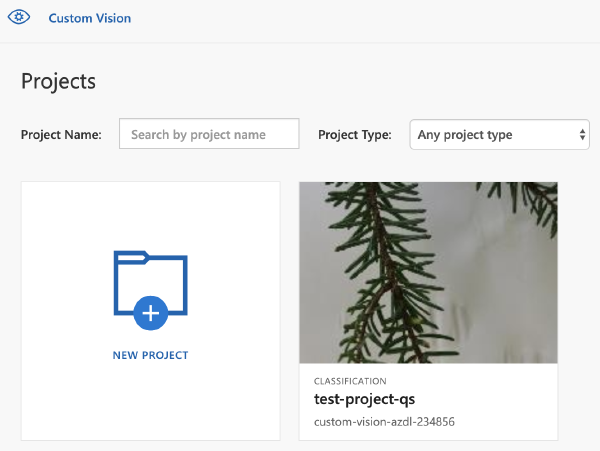 Custom Vision
Projects
Project Name: Search by project name Project Type: Any project type
NEW PROJECT
CLASSIFICATION
test-project-qs
custom-vision-azdl-234856